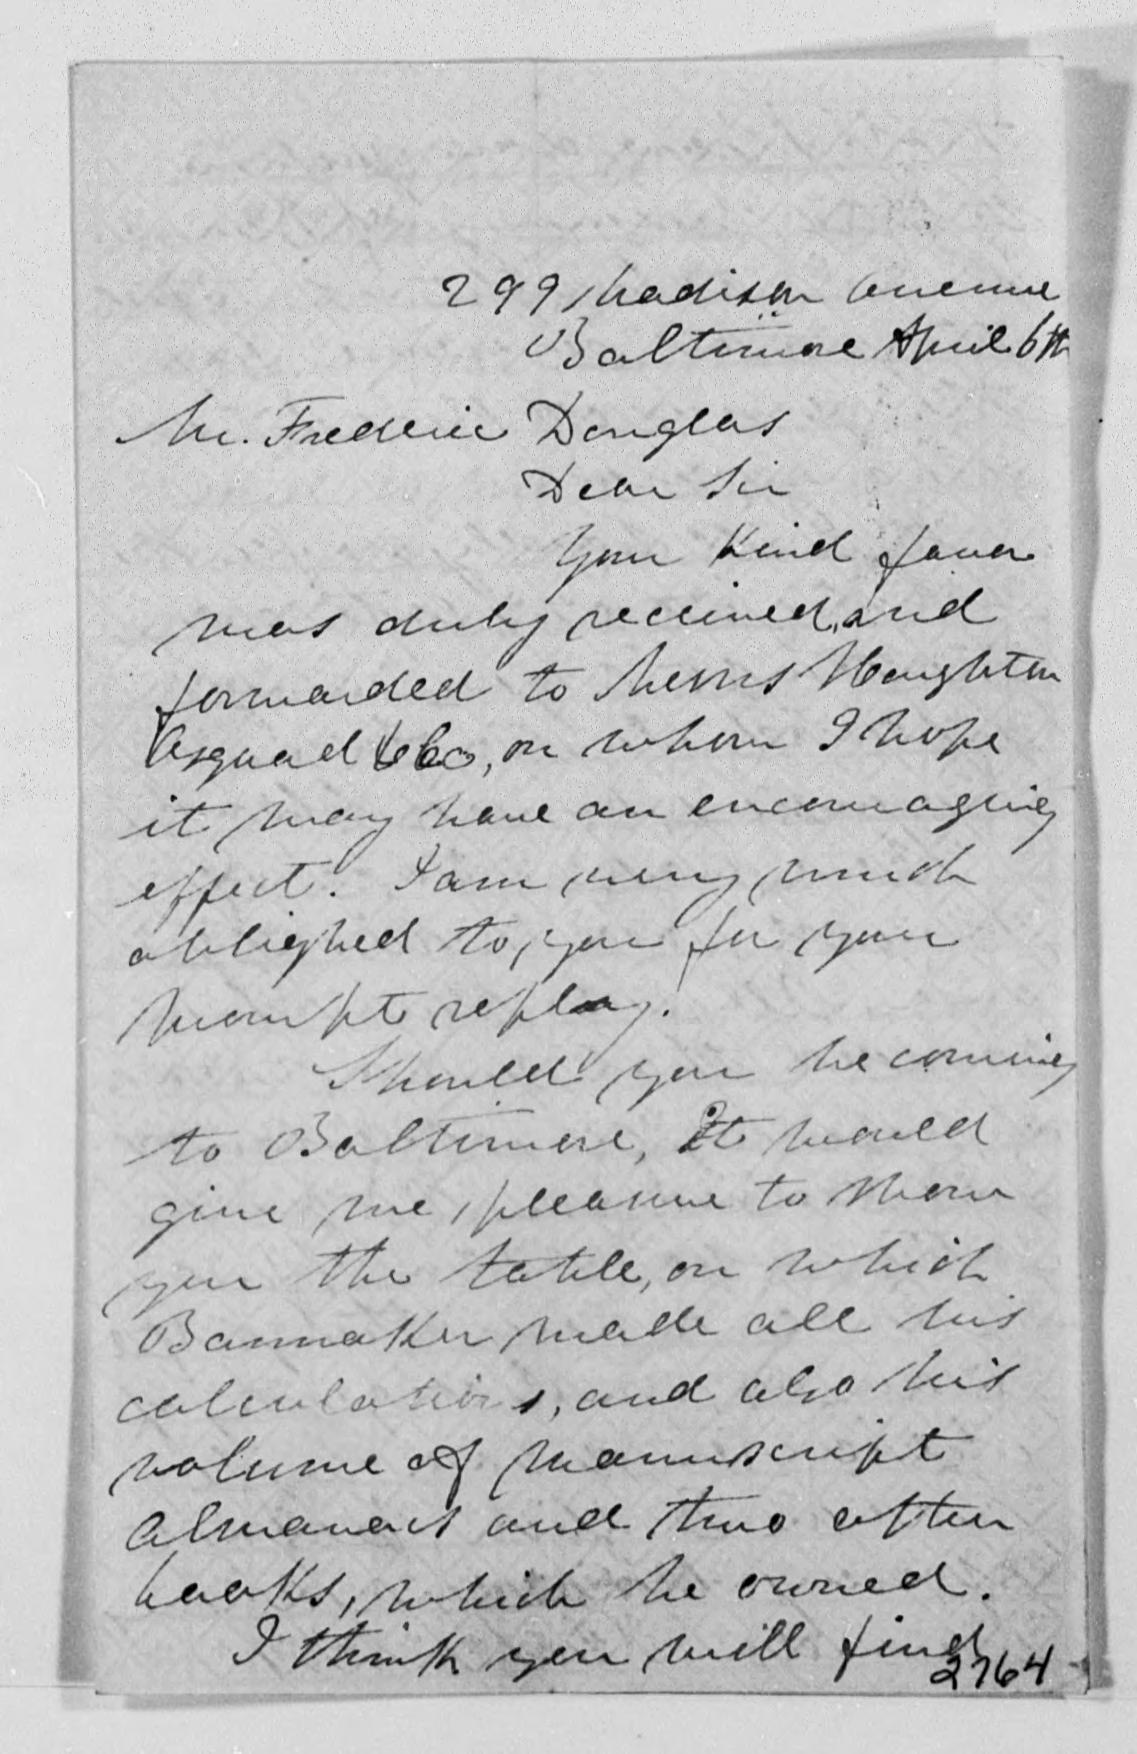 299 Madison Avenue
Baltimore April 6th
Mr. Frederic Douglas
Dear Sir
Your kind favor
was duly received, and
forwarded to Messrs Houghton
Osgood & Co, on whom I hope
it may have an encouraging
effect. I am very much
obliged to you for your
prompt reply.
Should you be coming
to Baltimore, It would
give me pleasure to show
you the table, on which
Bannaker made all his
calculations, and also his
volume of manuscript
almanacs and two other
books, which he owned.
I think you will find
2764